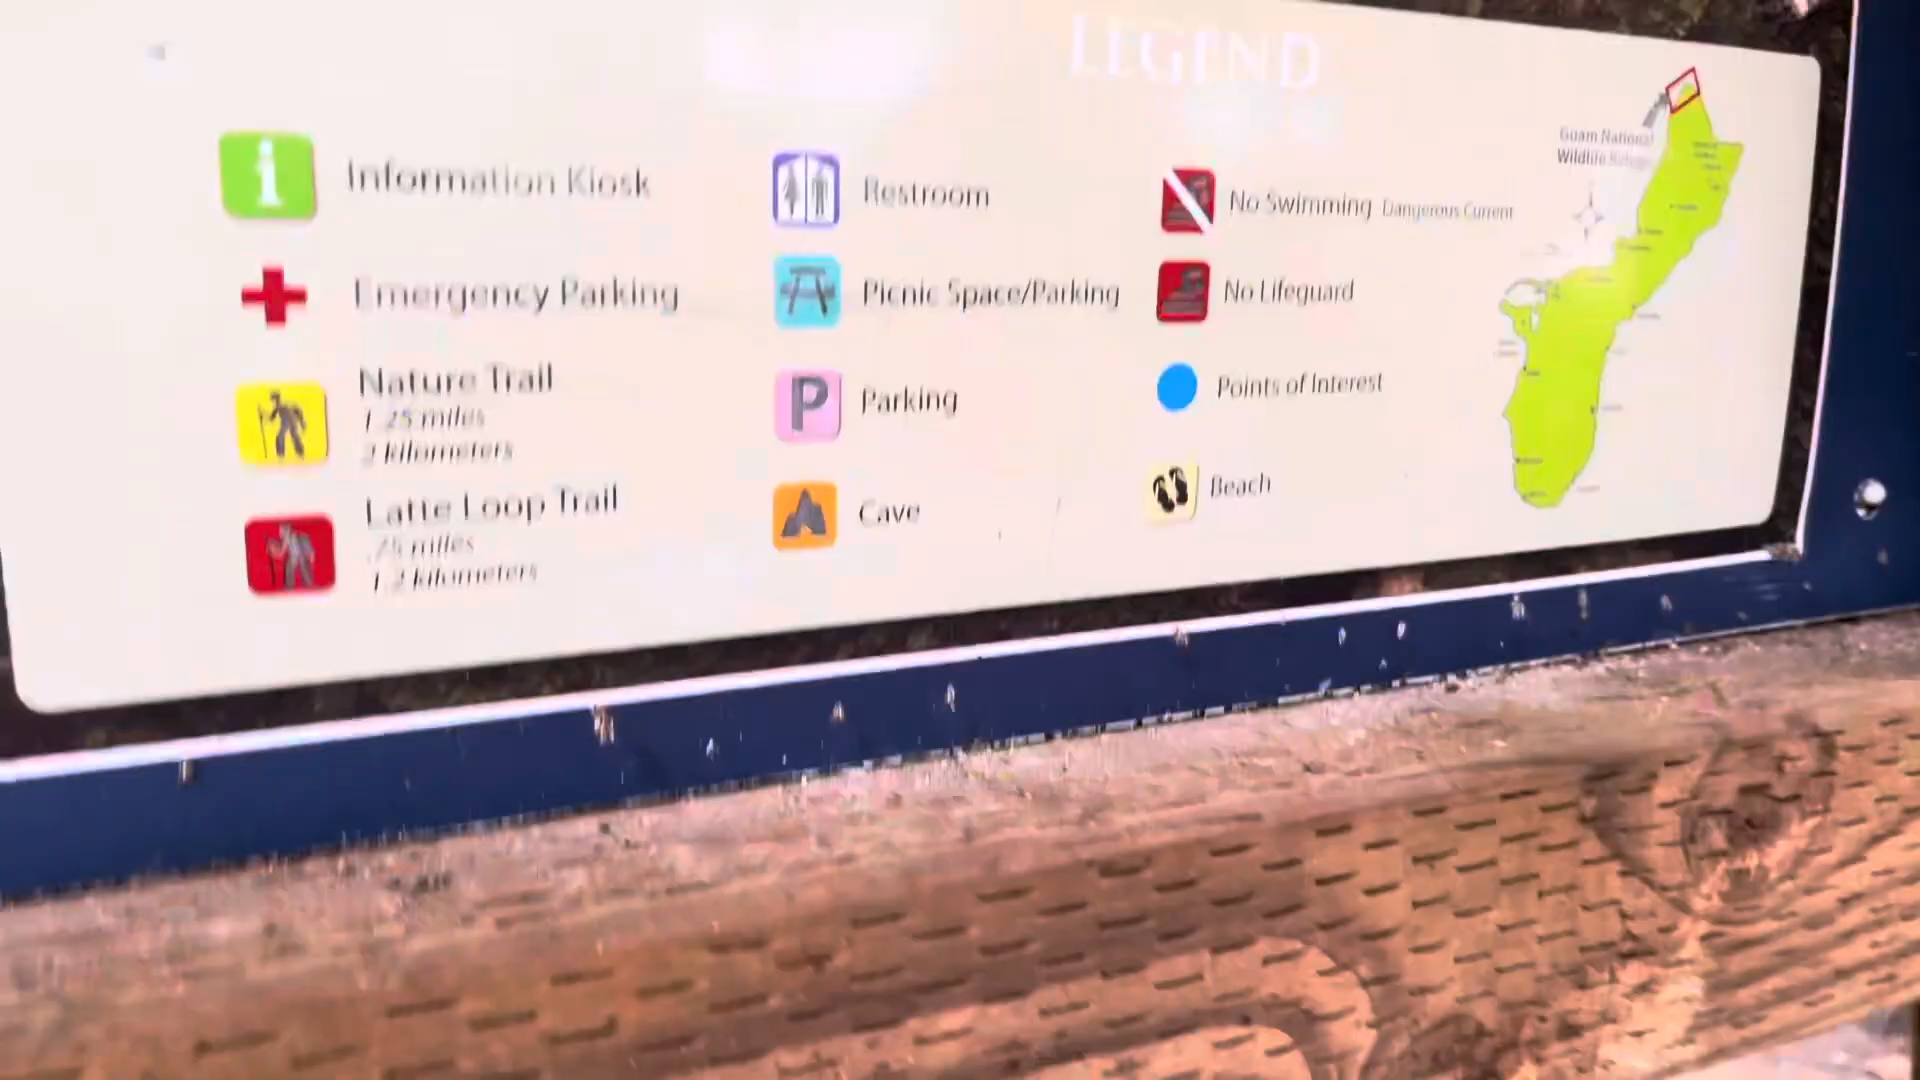 LEGEND
i Information Kiosk
Emergency Parking
Nature Trail
1.25 miles
2 kilometers
Latte Loop Trail
.75 miles
1.2 kilometers
Restroom
Picnic Space/Parking
P Parking
Cave
No Swimming Dangerous Current
No Lifeguard
Points of Interest
Beach
Guam National
Wildlife Refuge